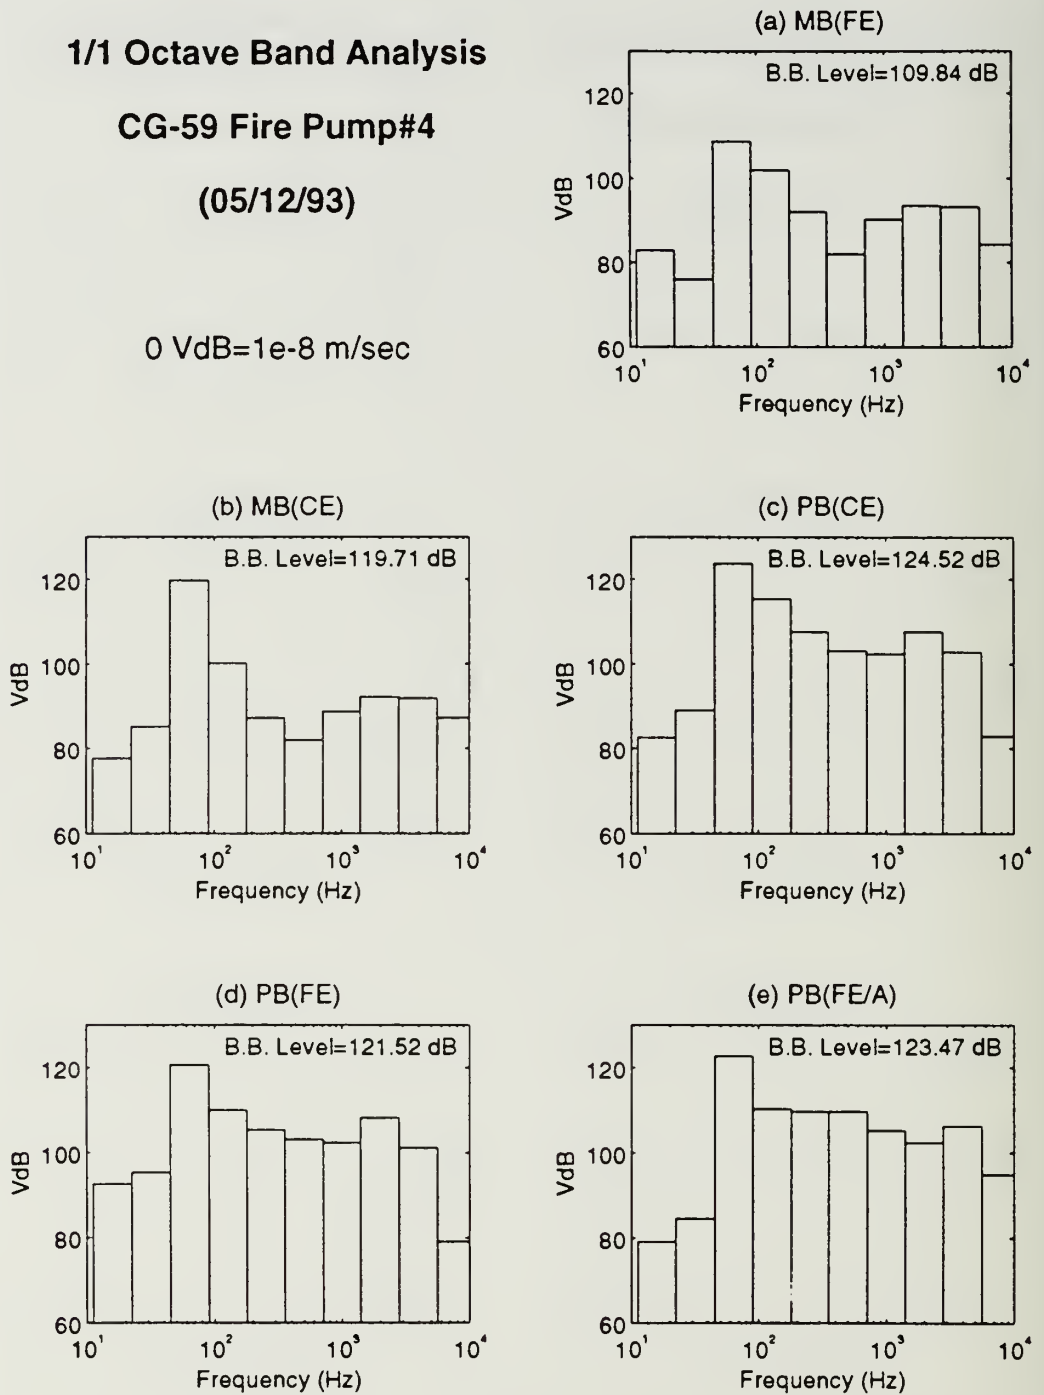 1/1 Octave Band Analysis
CG-59 Fire Pump#4
(05/12/93)
0 VdB=1e-8 m/sec
(a) MB(FE)
B.B. Level=109.84 dB
120
100
80
60
VdB
10¹ 10² 10³ 10⁴
Frequency (Hz)
(b) MB(CE)
B.B. Level=119.71 dB
120
100
80
60
VdB
10¹ 10² 10³ 10⁴
Frequency (Hz)
(c) PB(CE)
B.B. Level=124.52 dB
120
100
80
60
VdB
10¹ 10² 10³ 10⁴
Frequency (Hz)
(d) PB(FE)
B.B. Level=121.52 dB
120
100
80
60
VdB
10¹ 10² 10³ 10⁴
Frequency (Hz)
(e) PB(FE/A)
B.B. Level=123.47 dB
120
100
80
60
VdB
10¹ 10² 10³ 10⁴
Frequency (Hz)